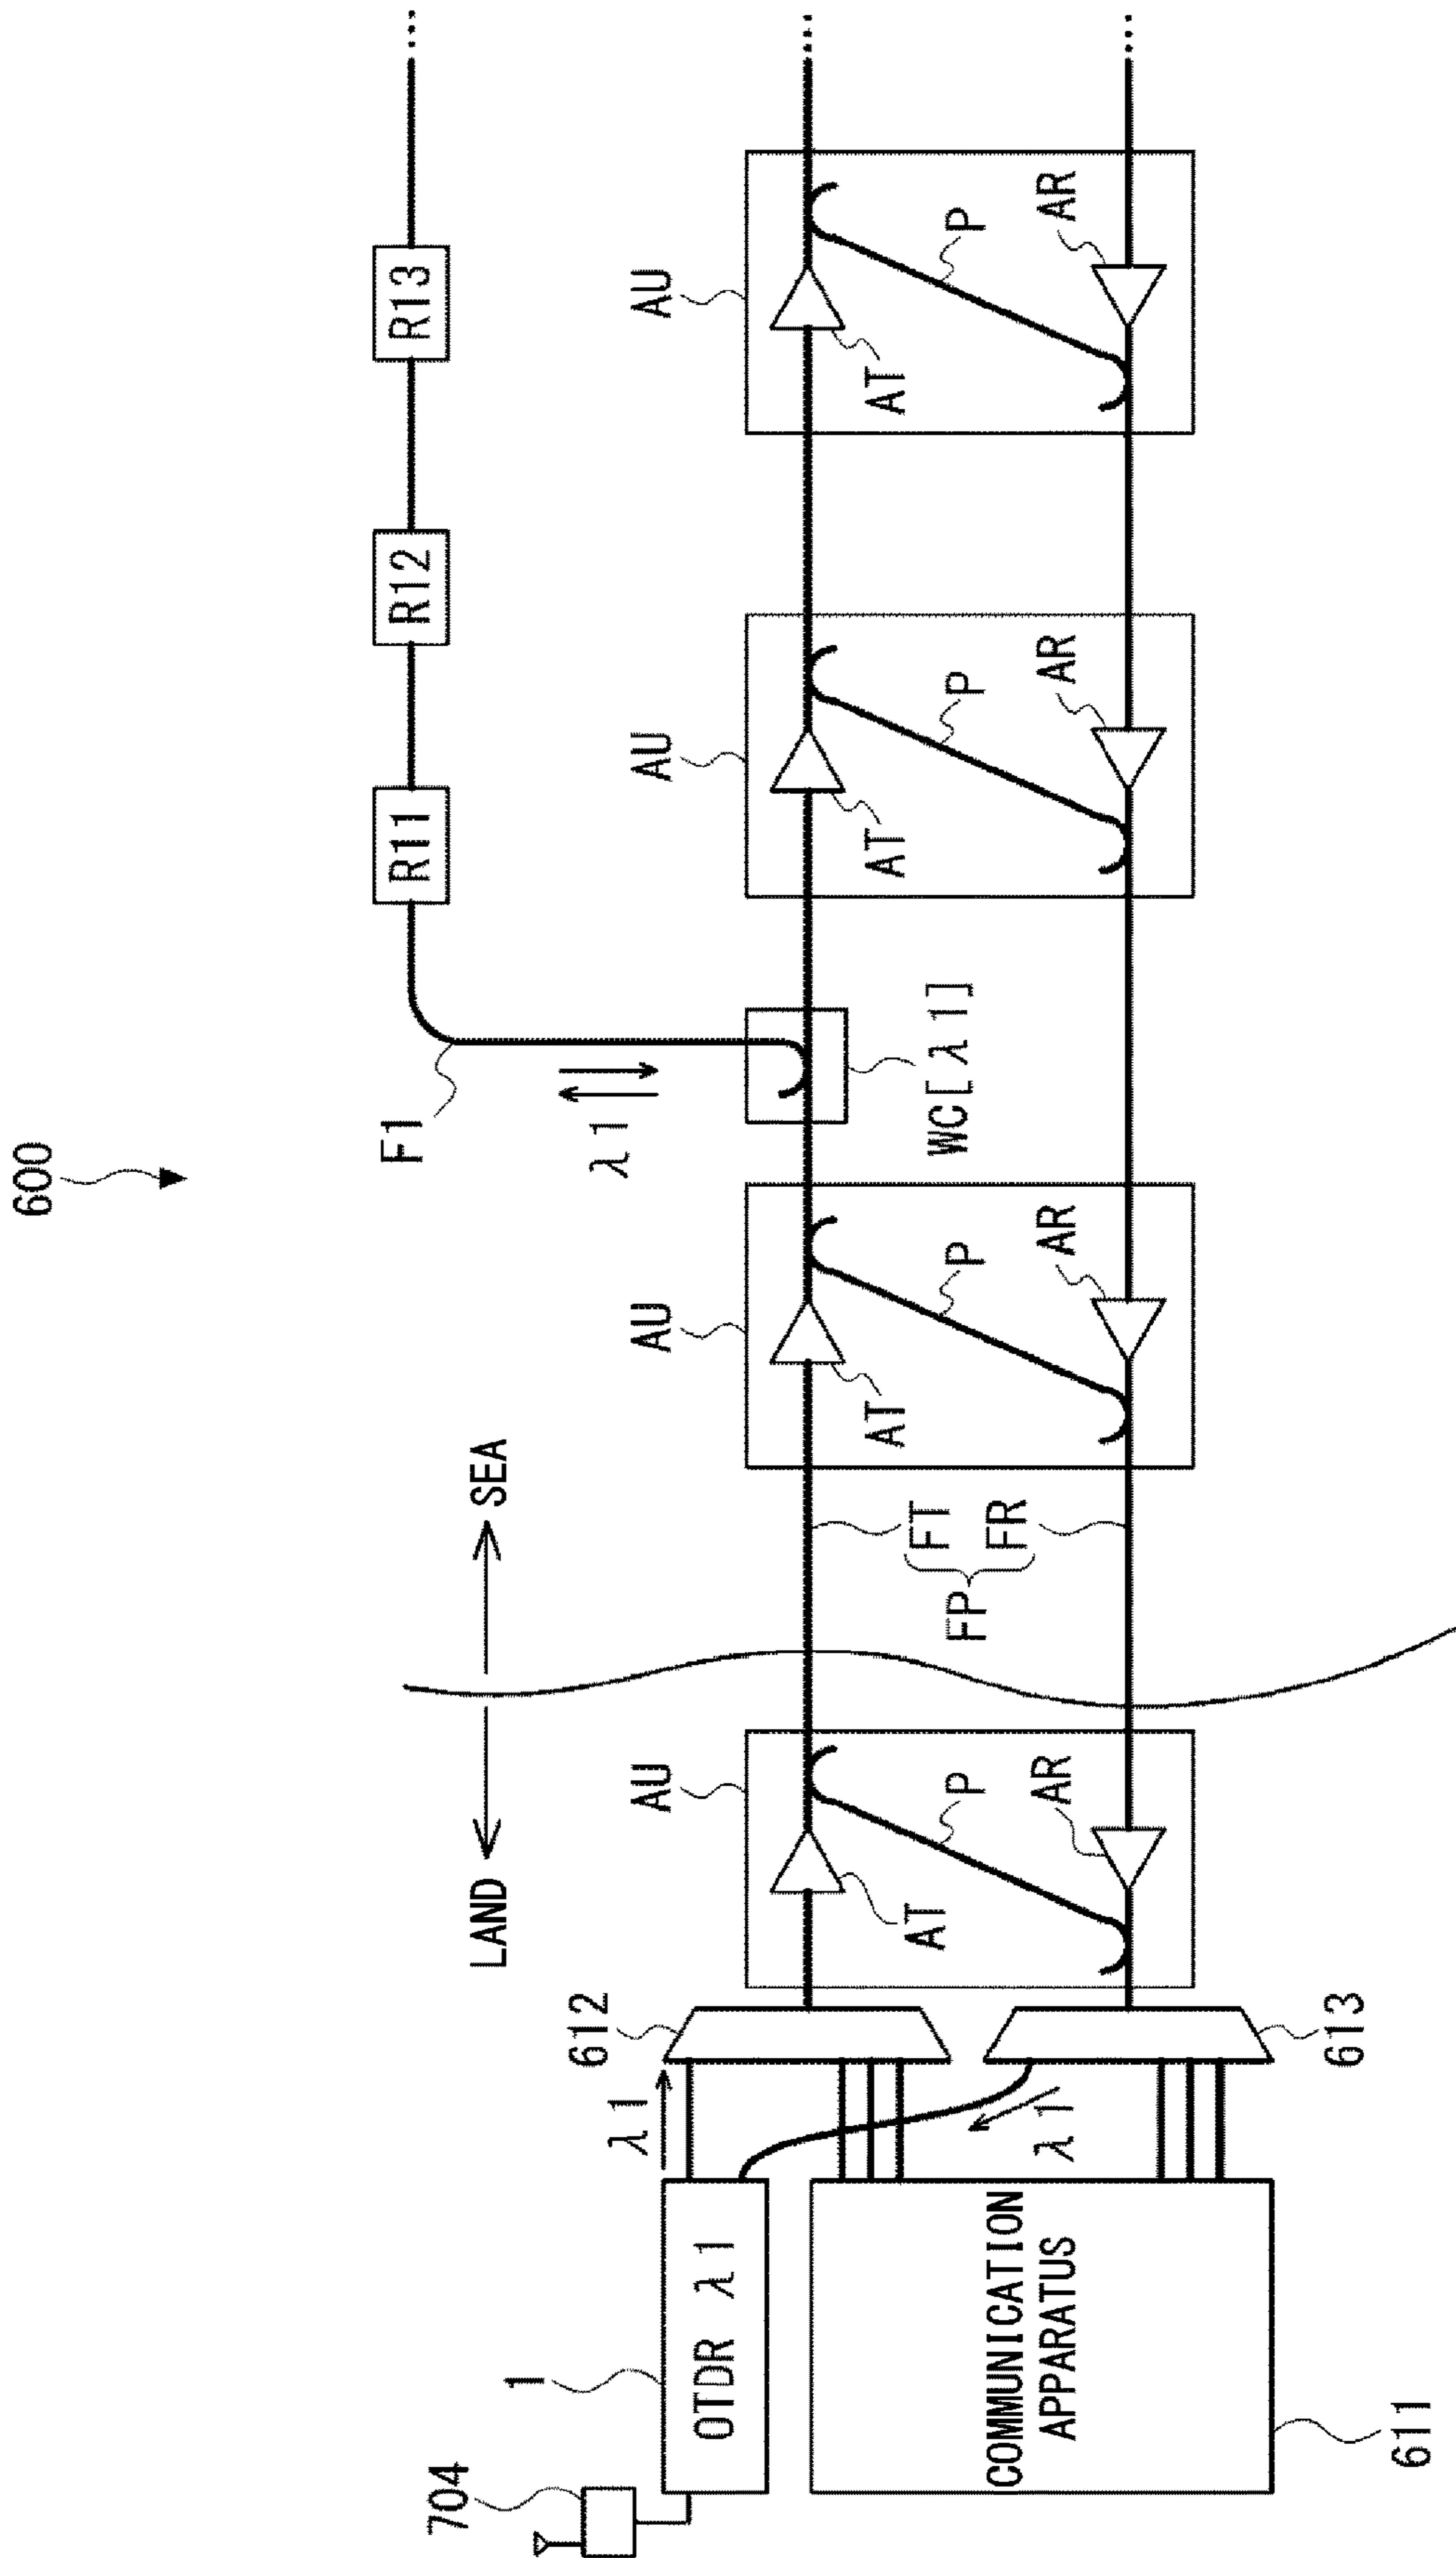 600
F1
R11
R12
R13
...
λ1
LAND
SEA
AU
AU
AU
AU
...
AT
AT
AT
AT
WC[λ1]
P
P
P
P
FP
FT
FR
AR
AR
AR
AR
...
704
1
OTDR λ1
λ1
612
λ1
613
COMMUNICATION
APPARATUS
611